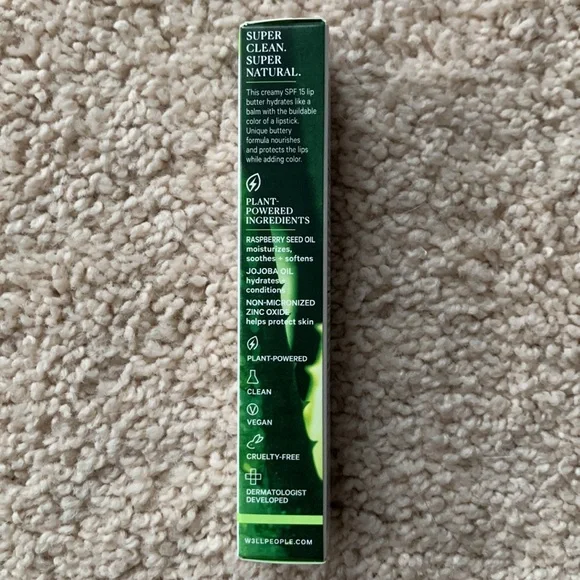 SUPER
CLEAN.
SUPER
NATURAL.
This creamy SPF 15 lip
butter hydrates like a
balm with the buildable
color of a lipstick.
Unique buttery
formula nourishes
and protects the lips
while adding color.
PLANT-
POWERED
INGREDIENTS
RASPBERRY SEED OIL
moisturizes,
soothes + softens
JOJOBA OIL
hydrates +
conditions
NON-MICRONIZED
ZINC OXIDE
helps protect skin
PLANT-POWERED
CLEAN
V
VEGAN
CRUELTY-FREE
DERMATOLOGIST
DEVELOPED
W3LLPEOPLE.COM